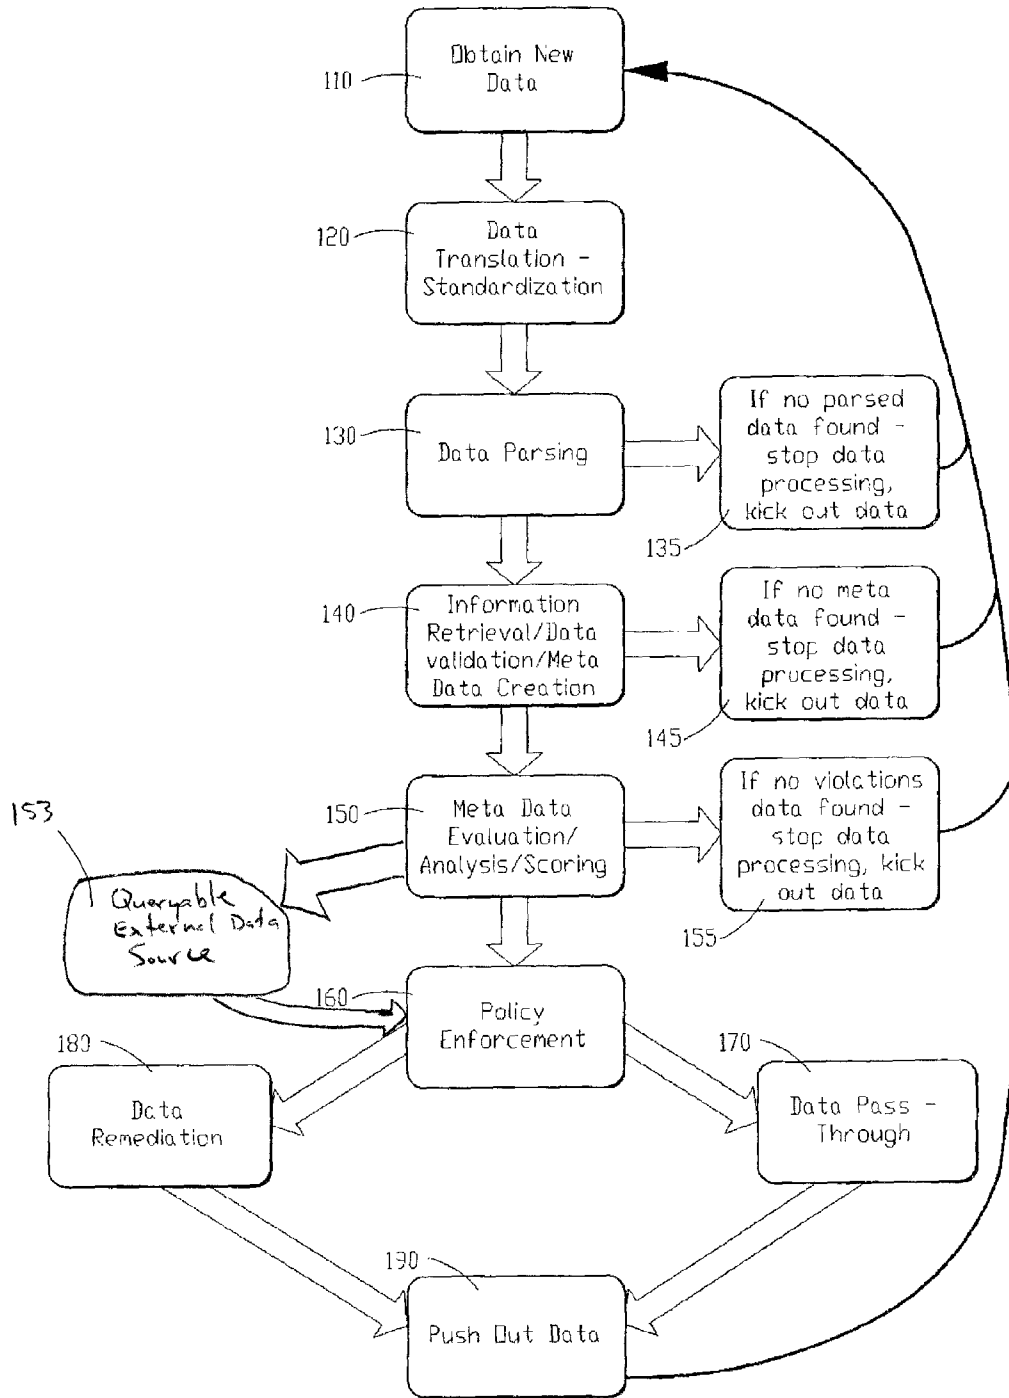 110
Obtain New
Data
120
Data
Translation -
Standardization
130
Data Parsing
If no parsed
data found -
stop data
processing,
kick out data
135
140
Information
Retrieval/Data
validation/Meta
Data Creation
If no meta
data found -
stop data
processing,
kick out data
145
150
Meta Data
Evaluation/
Analysis/Scoring
If no violations
data found -
stop data
processing, kick
out data
155
153
Queryable
External Data
Source
160
Policy
Enforcement
180
Data
Remediation
170
Data Pass -
Through
190
Push Out Data